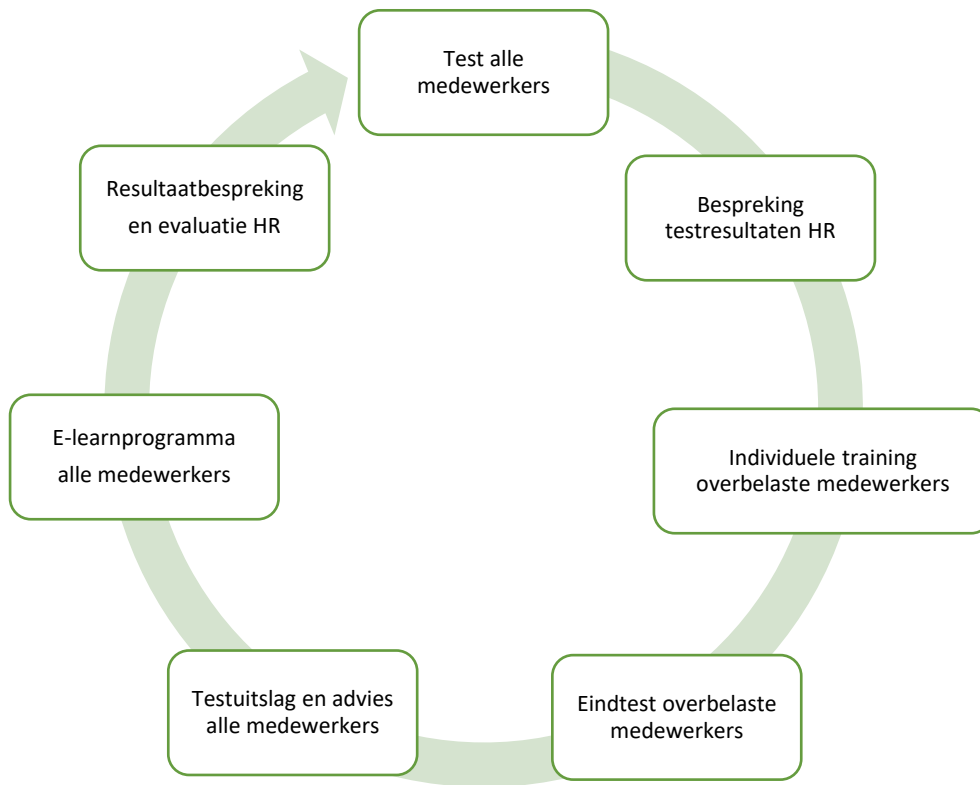 Test alle
medewerkers
Bespreking
testresultaten HR
Individuele training
overbelaste medewerkers
Eindtest overbelaste
medewerkers
Testuitslag en advies
alle medewerkers
E-learnprogramma
alle medewerkers
Resultaatbespreking
en evaluatie HR